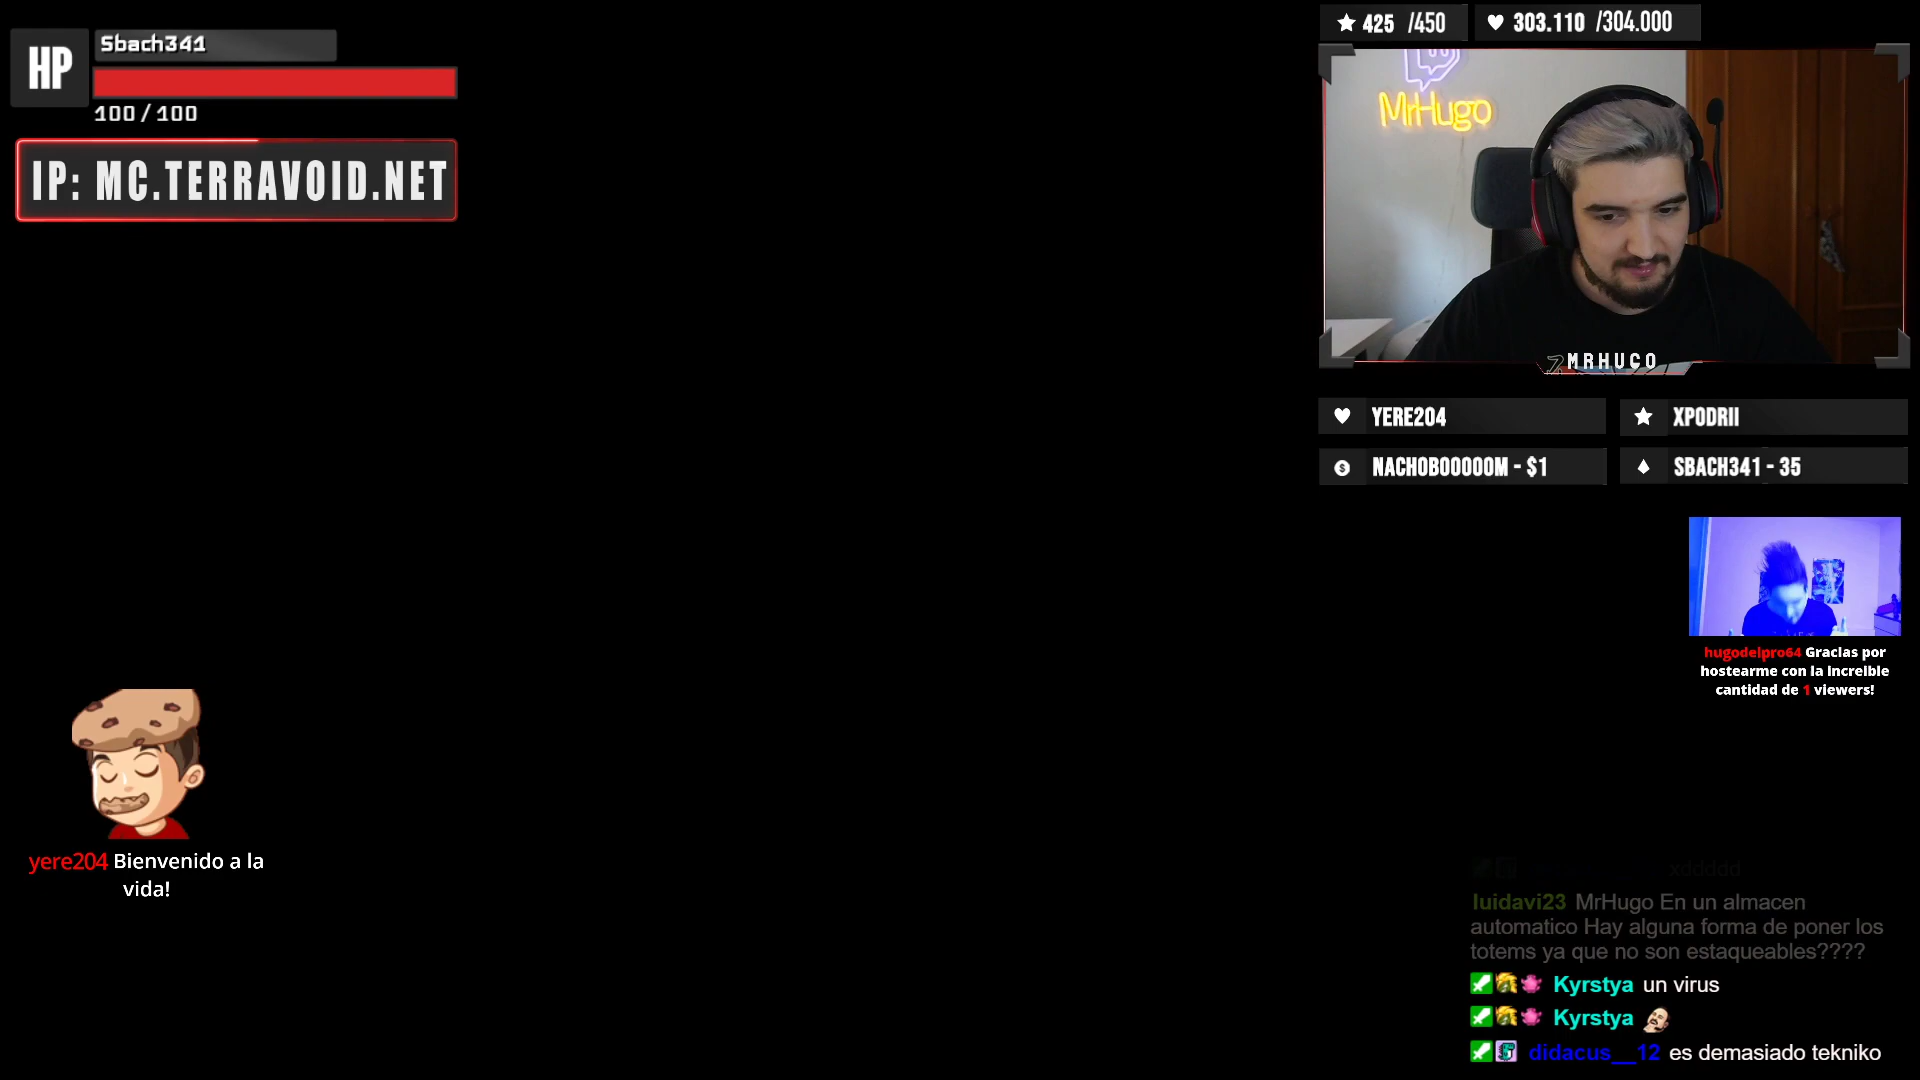 HP
Sbach341
100 / 100
IP: MC.TERRAVOID.NET
425 /450
303.110 /304.000
MrHugo
MRHUGO
YERE204
XPODRII
NACHOBOOOOOM - $1
SBACH341 - 35
hugodelpro64 Gracias por
hostearme con la increible
cantidad de 1 viewers!
yere204 Bienvenido a la
vida!
xddddd
luidavi23 MrHugo En un almacen
automatico Hay alguna forma de poner los
totems ya que no son estaqueables????
Kyrstya un virus
Kyrstya
didacus__12 es demasiado tekniko